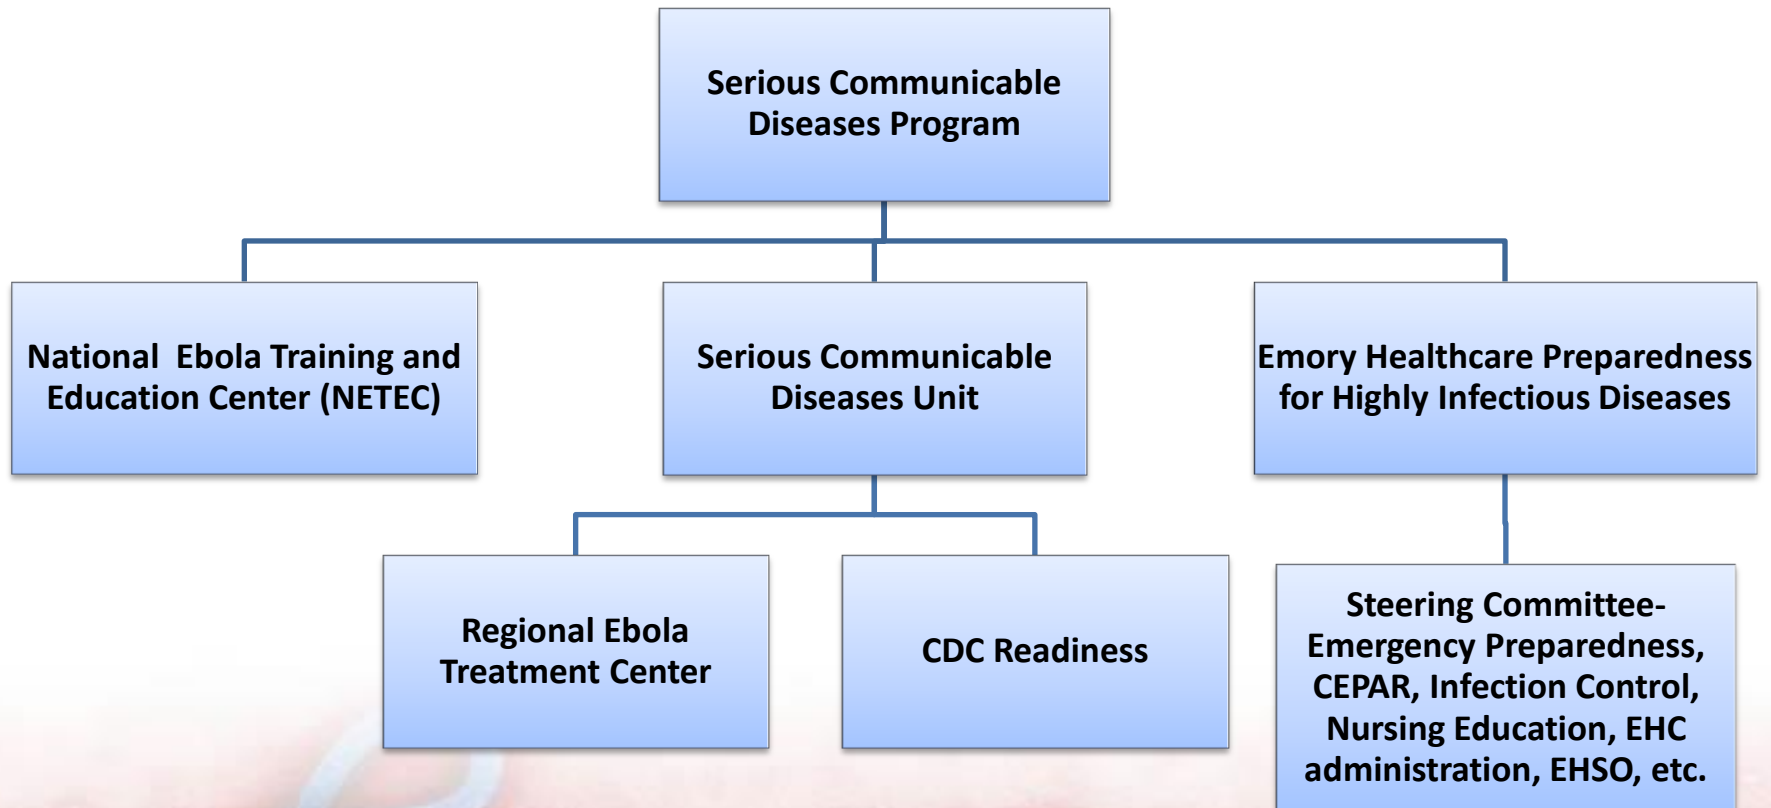 Serious Communicable
Diseases Program
National Ebola Training and
Education Center (NETEC)
Serious Communicable
Diseases Unit
Emory Healthcare Preparedness
for Highly Infectious Diseases
Regional Ebola
Treatment Center
CDC Readiness
Steering Committee-
Emergency Preparedness,
CEPAR, Infection Control,
Nursing Education, EHC
administration, EHSO, etc.